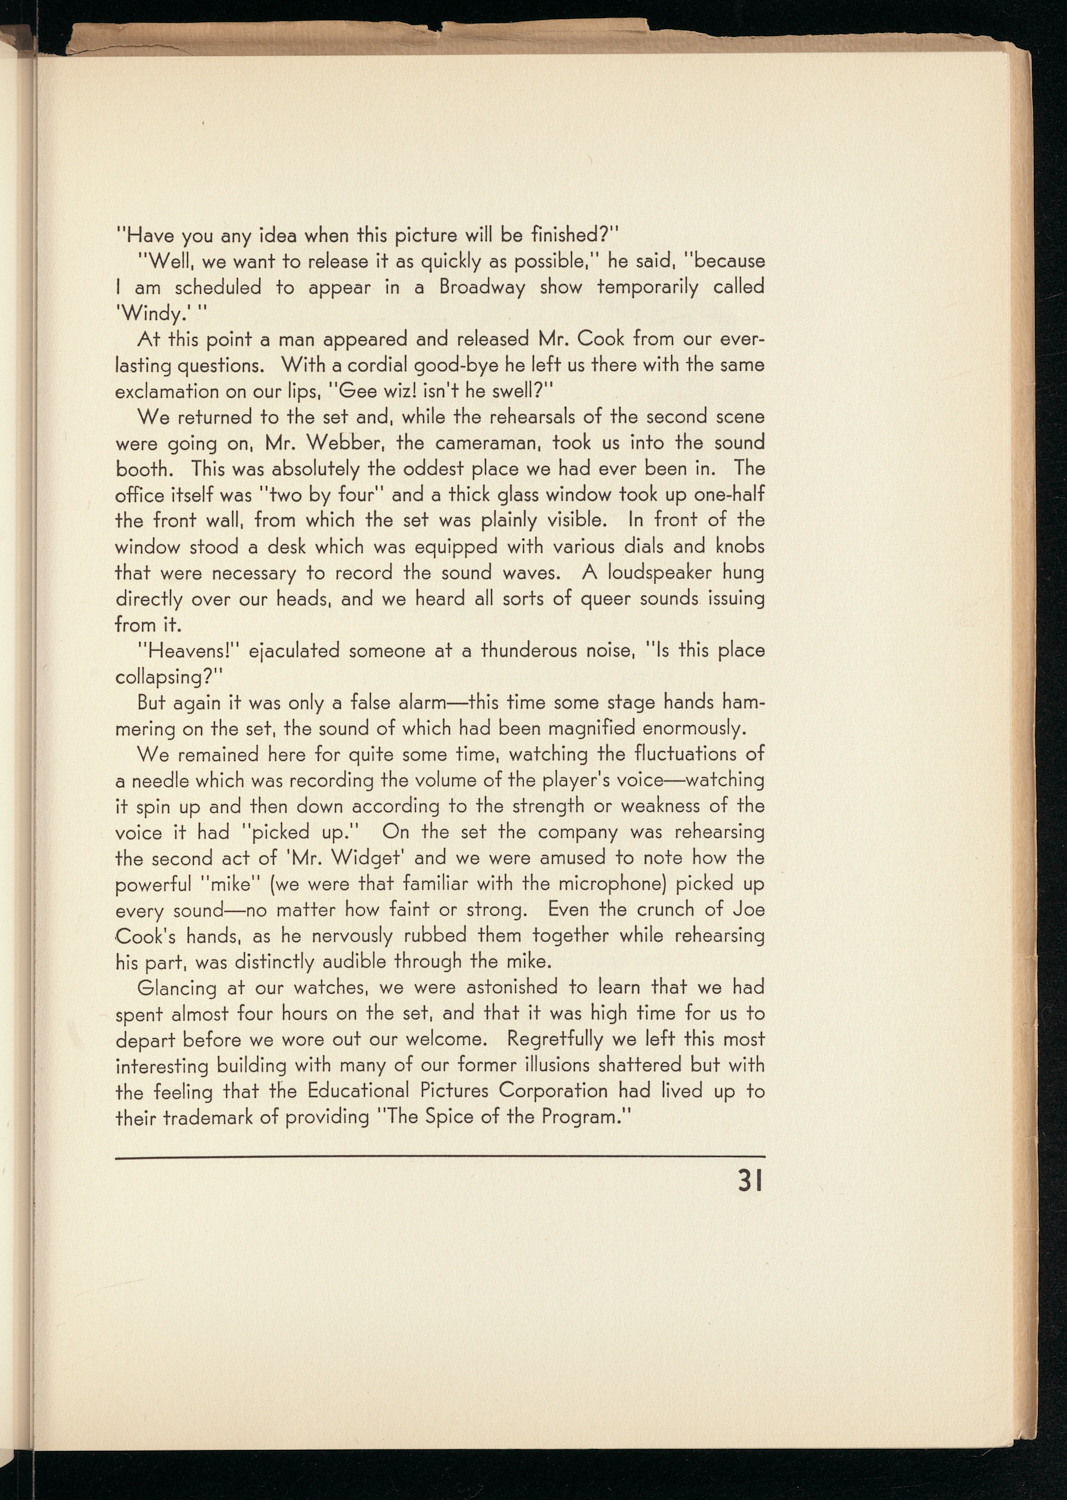 "Have you any idea when this picture will be finished?"
"Well, we want to release it as quickly as possible," he said, "because
I am scheduled to appear in a Broadway show temporarily called
'Windy.' "
At this point a man appeared and released Mr. Cook from our ever-
lasting questions. With a cordial good-bye he left us there with the same
exclamation on our lips, "Gee wiz! isn't he swell?"
We returned to the set and, while the rehearsals of the second scene
were going on, Mr. Webber, the cameraman, took us into the sound
booth. This was absolutely the oddest place we had ever been in. The
office itself was "two by four" and a thick glass window took up one-half
the front wall, from which the set was plainly visible. In front of the
window stood a desk which was equipped with various dials and knobs
that were necessary to record the sound waves. A loudspeaker hung
directly over our heads, and we heard all sorts of queer sounds issuing
from it.
"Heavens!" ejaculated someone at a thunderous noise, "Is this place
collapsing?"
But again it was only a false alarm—this time some stage hands ham-
mering on the set, the sound of which had been magnified enormously.
We remained here for quite some time, watching the fluctuations of
a needle which was recording the volume of the player's voice—watching
it spin up and then down according to the strength or weakness of the
voice it had "picked up." On the set the company was rehearsing
the second act of 'Mr. Widget' and we were amused to note how the
powerful "mike" (we were that familiar with the microphone) picked up
every sound—no matter how faint or strong. Even the crunch of Joe
Cook's hands, as he nervously rubbed them together while rehearsing
his part, was distinctly audible through the mike.
Glancing at our watches, we were astonished to learn that we had
spent almost four hours on the set, and that it was high time for us to
depart before we wore out our welcome. Regretfully we left this most
interesting building with many of our former illusions shattered but with
the feeling that the Educational Pictures Corporation had lived up to
their trademark of providing "The Spice of the Program."
31